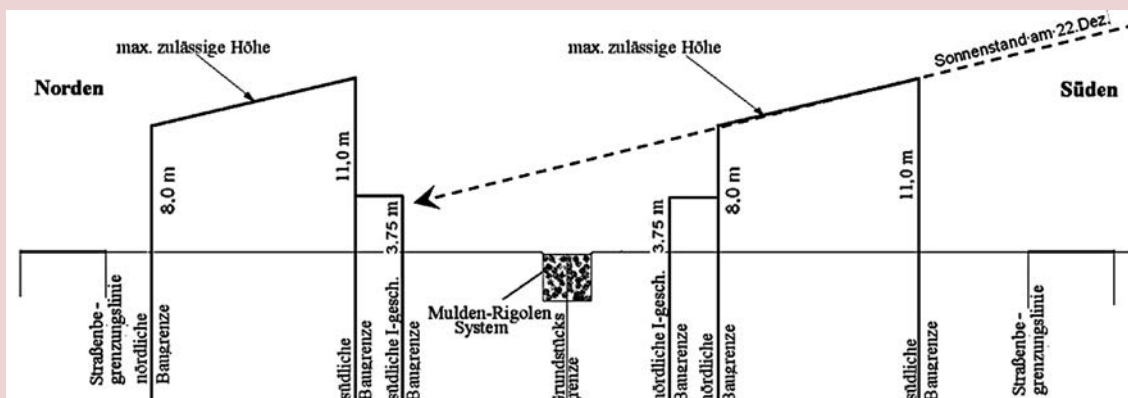 max. zulässige Höhe
max. zulässige Höhe
Sonnenstand am 22.Dez.
Norden
Süden
8.0 m
11,0 m
3.75 m
3.75 m
8.0 m
11,0 m
Mulden-Rigolen
System
Straßenbe-
grenzungslinie
nördliche
Baugrenze
südliche
Baugrenze
südliche I-gesch.
Baugrenze
nördliche I-gesch.
Baugrenze
nördliche
Baugrenze
südliche
Baugrenze
Straßenbe-
grenzungslinie